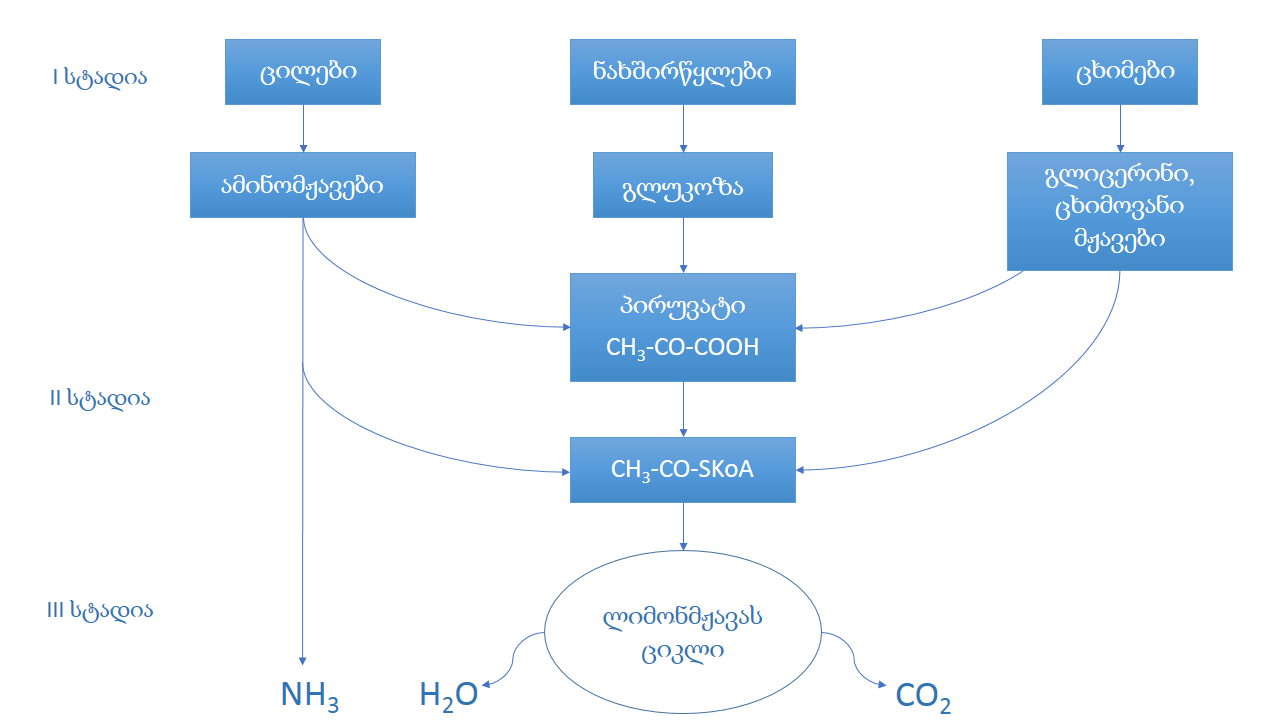 I სტადია
ცილები
ნახშირწყლები
ცხიმები
ამინომჟავები
გლუკოზა
გლიცერინი,
ცხიმოვანი
მჟავები
პირუვატი
CH₃-CO-COOH
II სტადია
CH₃-CO-SKoA
III სტადია
ლიმონმჟავას
ციკლი
NH₃
H₂O
CO₂